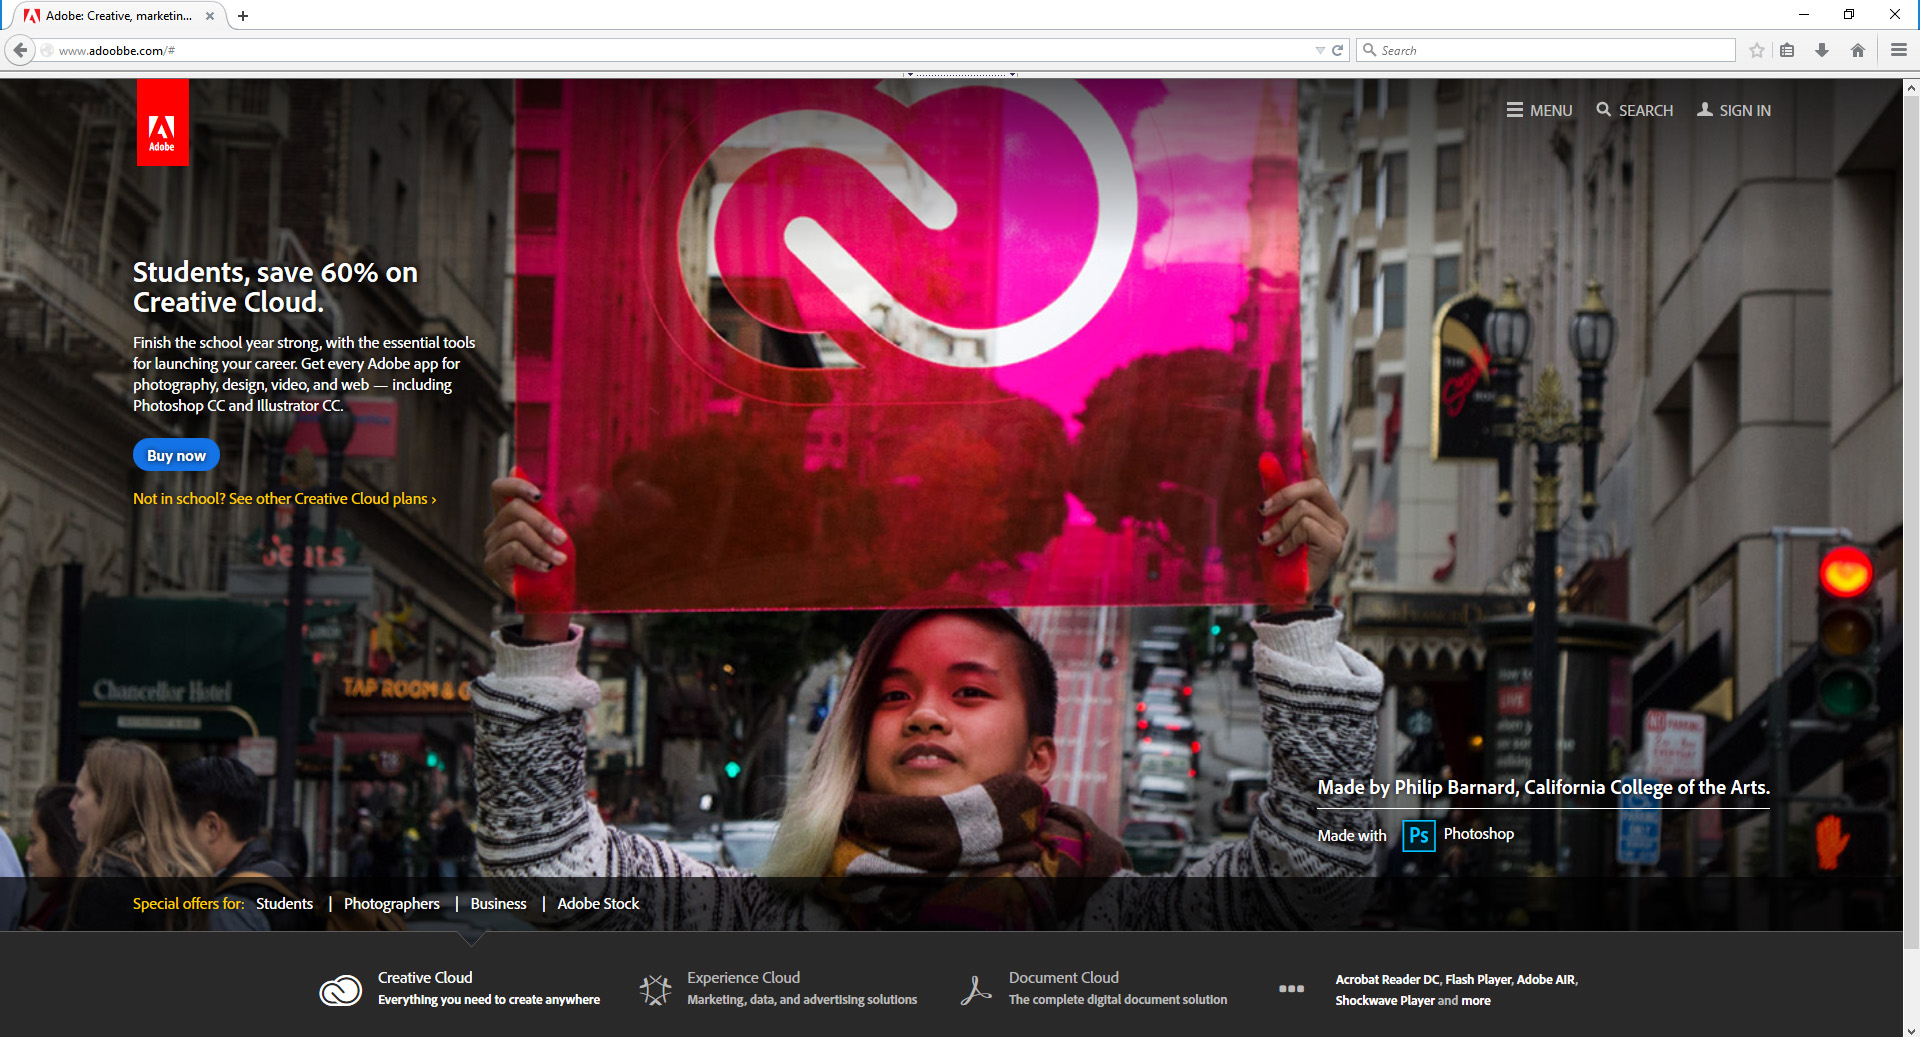 Adobe: Creative, marketin...
www.adoobbe.com/#
Search
Adobe
MENU
SEARCH
SIGN IN
Students, save 60% on
Creative Cloud.
Finish the school year strong, with the essential tools
for launching your career. Get every Adobe app for
photography, design, video, and web — including
Photoshop CC and Illustrator CC.
Buy now
Not in school? See other Creative Cloud plans ›
Chancellor Hotel
TAP ROOM &
THE
LIVE
NO PARKING
Made by Philip Barnard, California College of the Arts.
Made with
Ps
Photoshop
Special offers for: Students | Photographers | Business | Adobe Stock
Creative Cloud
Everything you need to create anywhere
Experience Cloud
Marketing, data, and advertising solutions
Document Cloud
The complete digital document solution
Acrobat Reader DC, Flash Player, Adobe AIR,
Shockwave Player and more